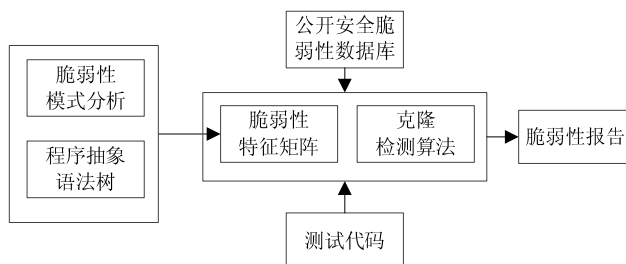 公开安全脆
弱性数据库
脆弱性
模式分析
程序抽象
语法树
脆弱性
特征矩阵
克隆
检测算法
脆弱性报告
测试代码